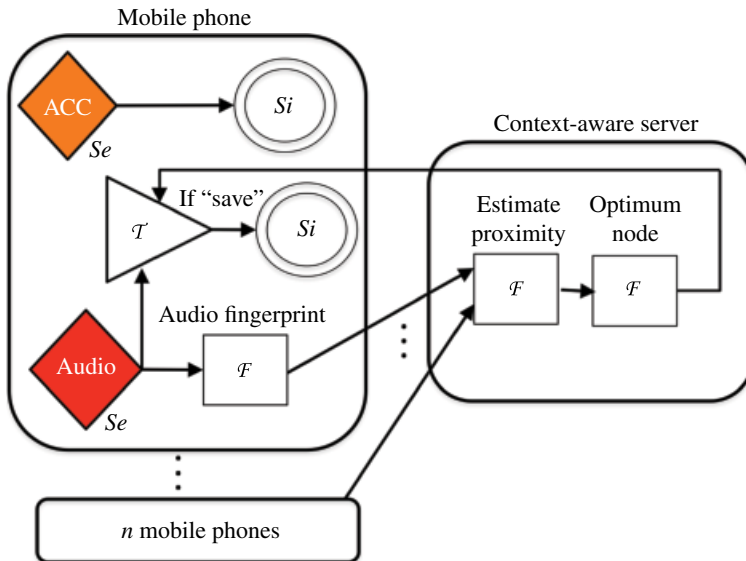 Mobile phone
ACC
Se
Si
Context-aware server
If “save”
𝒯
Si
Estimate
proximity
Optimum
node
ℱ
ℱ
Audio fingerprint
Audio
Se
ℱ
n mobile phones